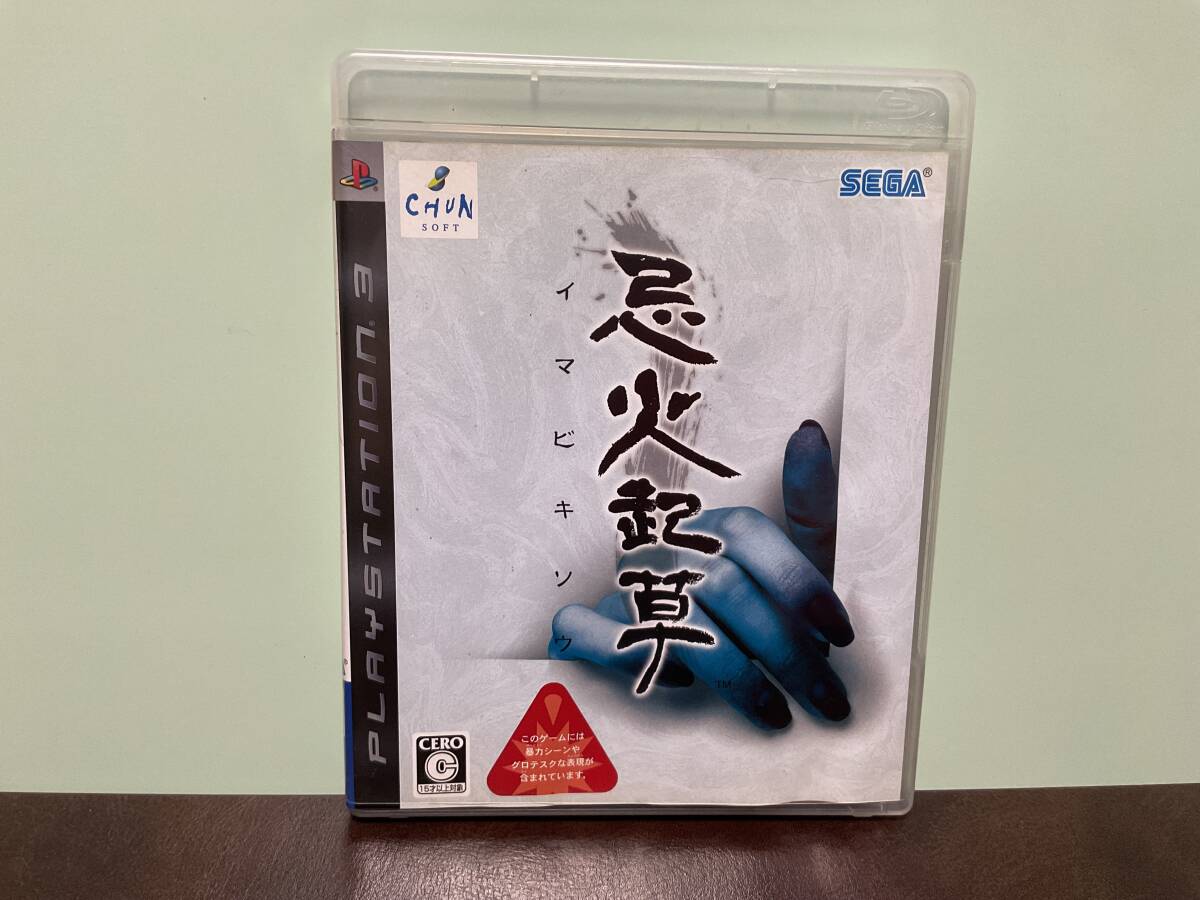 PLAYSTATION 3
CHUN
SOFT
SEGA®
忌火起草
イマビキソウ
TM
CERO
C
15才以上対象
このゲームには
暴力シーンや
グロテスクな表現が
含まれています。